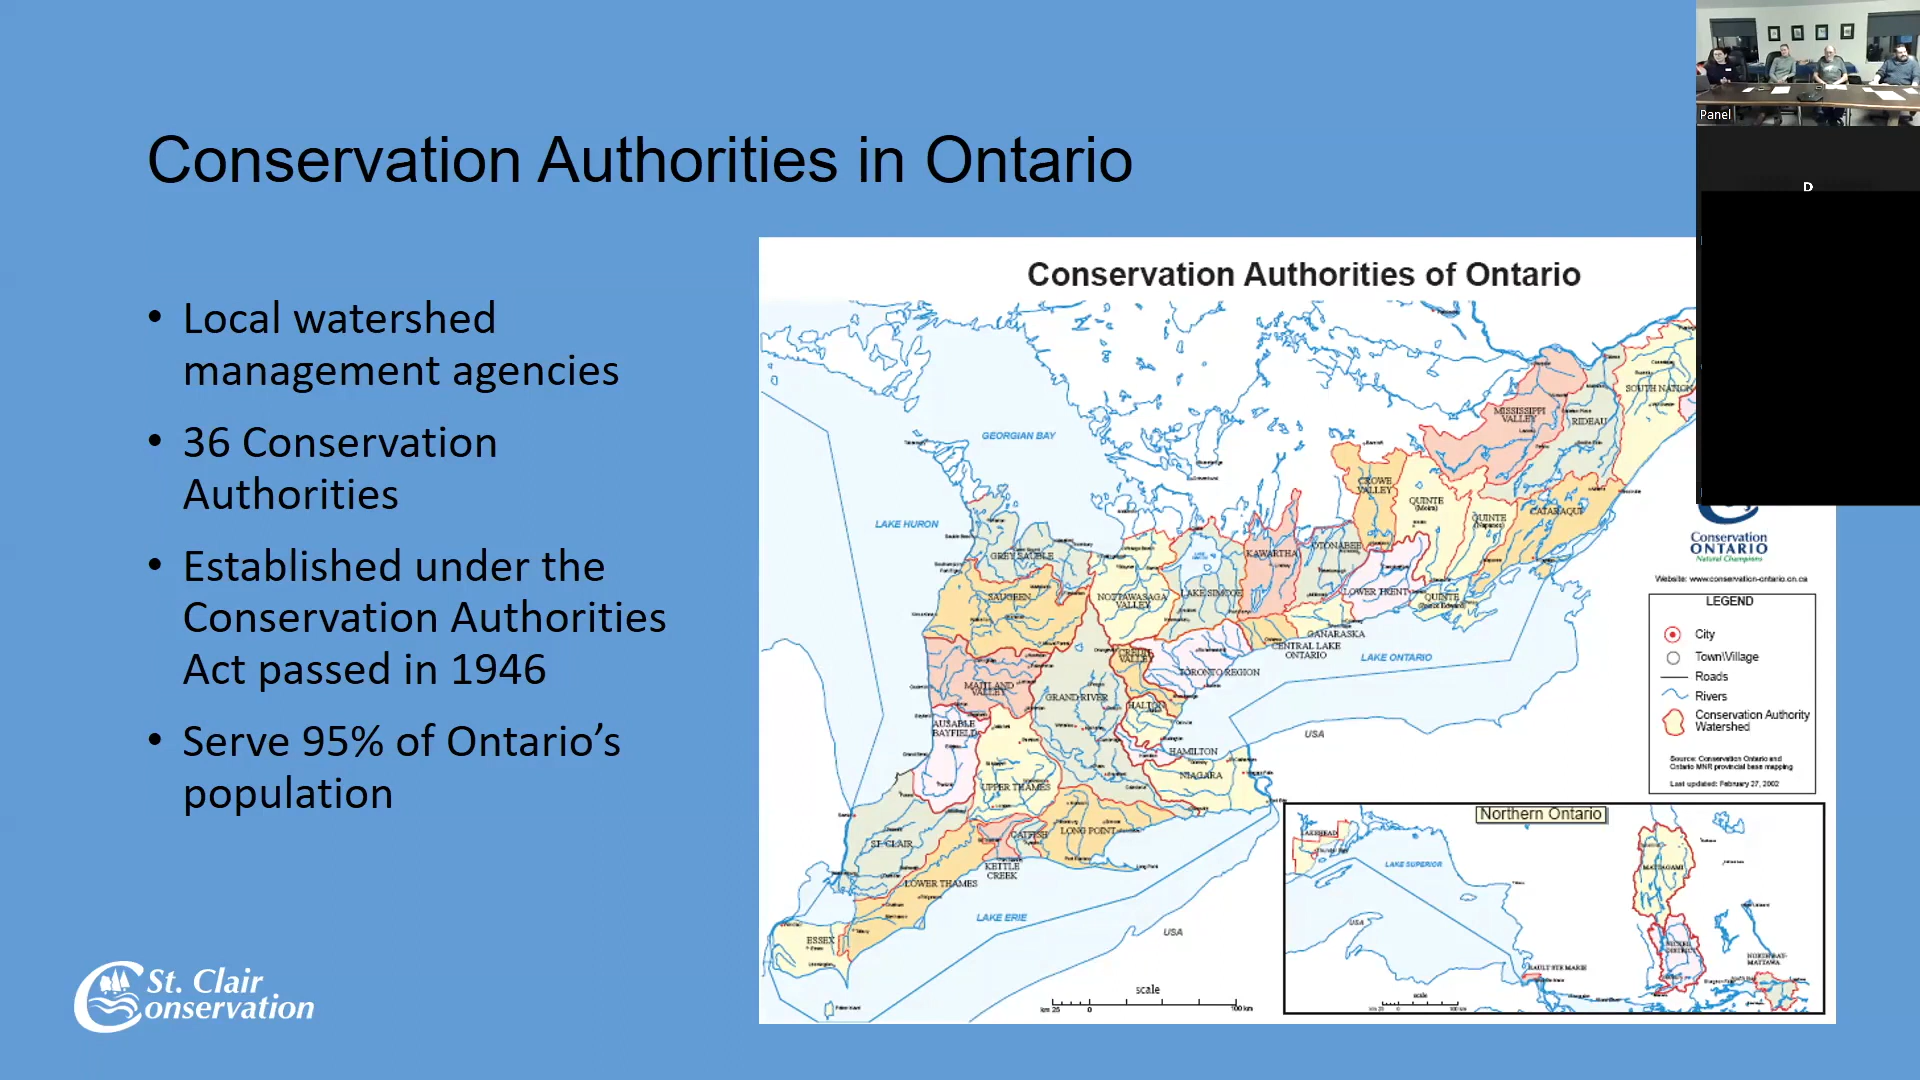 Panel
D
Conservation Authorities in Ontario
• Local watershed
management agencies
• 36 Conservation
Authorities
• Established under the
Conservation Authorities
Act passed in 1946
• Serve 95% of Ontario’s
population
St. Clair
Conservation
Conservation Authorities of Ontario
GEORGIAN BAY
LAKE HURON
MISSISSIPPI
VALLEY
RIDEAU
SOUTH NATION
CROWE
VALLEY
QUINTE
(Moira)
QUINTE
(Napanee)
CATARAQUI
GREY SAUBLE
KAWARTHA
OTONABEE
SAUGEEN
NOTTAWASAGA
VALLEY
LAKE SIMCOE
LOWER TRENT
QUINTE
GANARASKA
CENTRAL LAKE
ONTARIO
LAKE ONTARIO
CREDIT
VALLEY
TORONTO REGION
MAITLAND
VALLEY
GRAND RIVER
HALTON
AUSABLE
BAYFIELD
USA
HAMILTON
NIAGARA
UPPER THAMES
ST. CLAIR
CATFISH
LONG POINT
KETTLE
CREEK
LOWER THAMES
LAKE ERIE
ESSEX
USA
scale
km 25 0 100 km
Conservation
ONTARIO
Natural Champions
Website: www.conservation-ontario.on.ca
LEGEND
City
Town\Village
Roads
Rivers
Conservation Authority
Watershed
Source: Conservation Ontario and
Ontario MNR provincial base mapping
Last updated: February 27, 2002
Northern Ontario
LAKEHEAD
LAKE SUPERIOR
USA
MATTAGAMI
NICKEL
DISTRICT
SAULT STE MARIE
NORTH BAY-
MATTAWA
scale